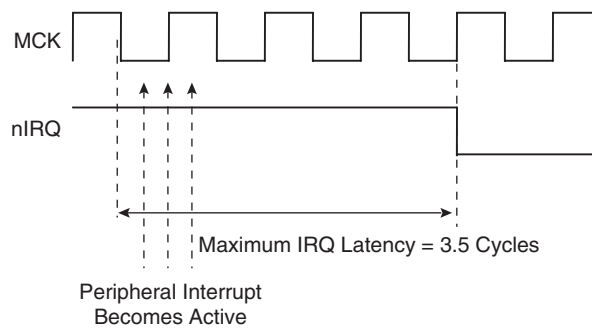 MCK
nIRQ
Maximum IRQ Latency = 3.5 Cycles
Peripheral Interrupt
Becomes Active